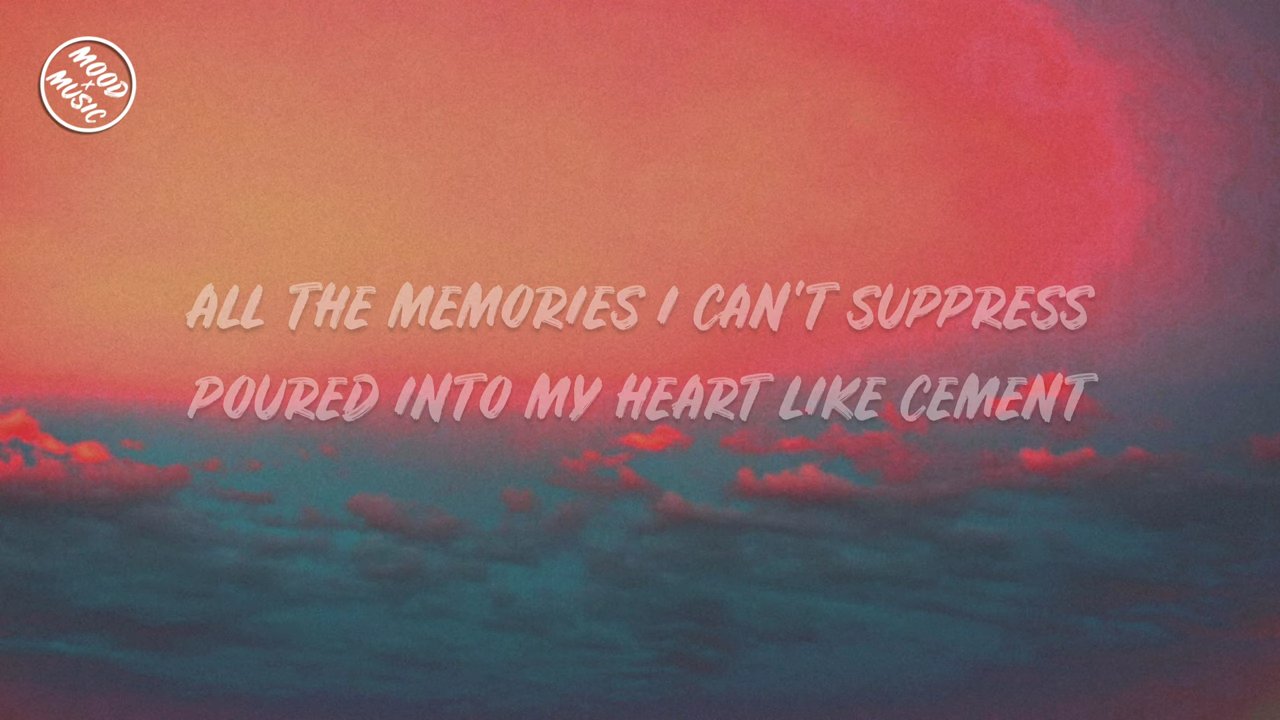 MOOD
X
MUSIC
ALL THE MEMORIES I CAN'T SUPPRESS
POURED INTO MY HEART LIKE CEMENT